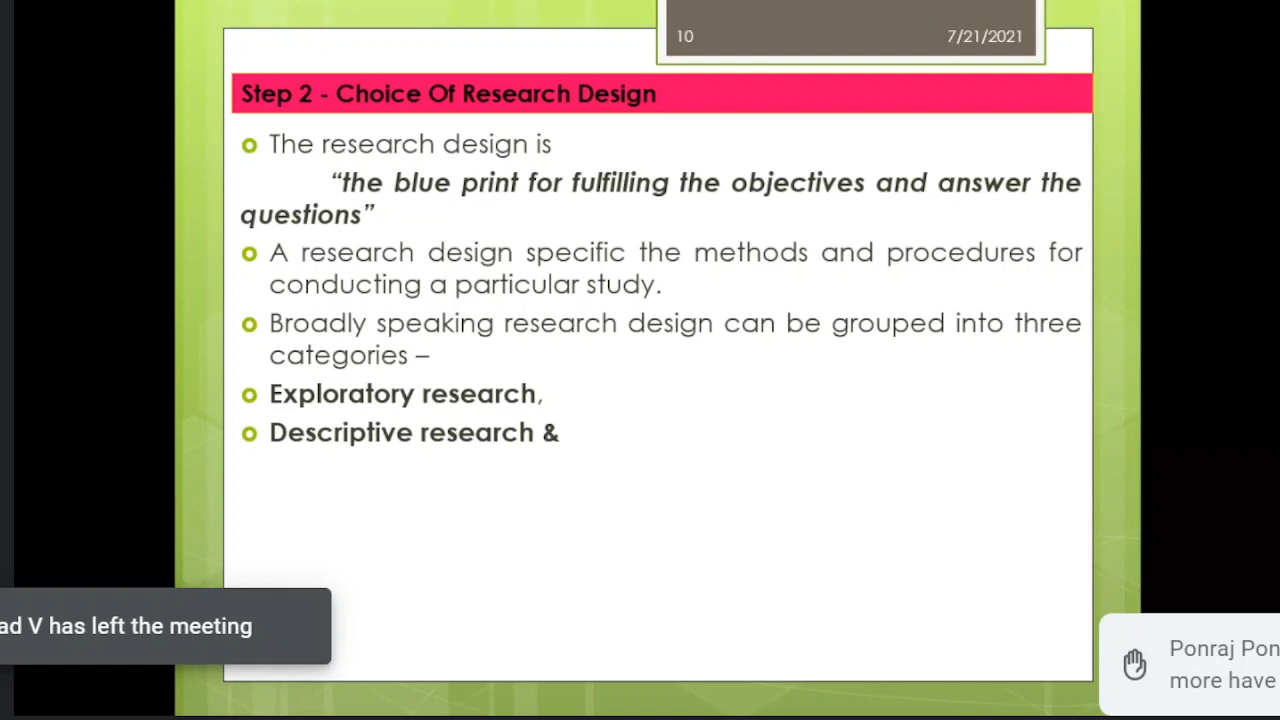 10 7/21/2021
Step 2 - Choice Of Research Design
The research design is
“the blue print for fulfilling the objectives and answer the
questions”
A research design specific the methods and procedures for
conducting a particular study.
Broadly speaking research design can be grouped into three
categories –
Exploratory research,
Descriptive research &
ad V has left the meeting
Ponraj Pon
more have